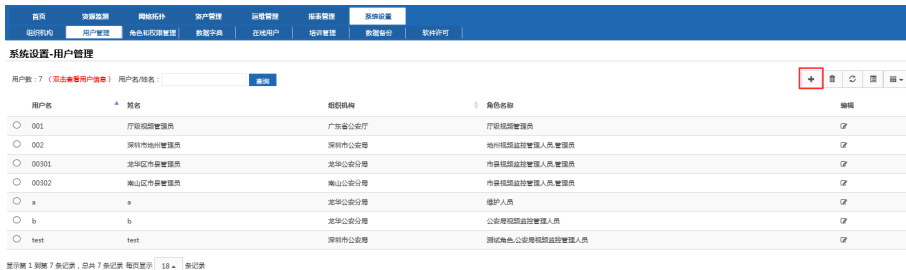 首页 资源监测 网络拓扑 资产管理 运维管理 报表管理 系统设置
组织机构 用户管理 角色和权限管理 数据字典 在线用户 培训管理 数据备份 软件许可
系统设置-用户管理
用户数：7 （双击查看用户信息） 用户名/姓名： 查询
用户名 姓名 组织机构 角色名称 编辑
001 厅级视频管理员 广东省公安厅 厅级视频管理员
002 深圳市地州管理员 深圳市公安局 地州视频监控管理人员,管理员
00301 龙华区市县管理员 龙华公安分局 市县视频监控管理人员,管理员
00302 南山区市县管理员 南山公安分局 市县视频监控管理人员,管理员
a a 龙华公安分局 维护人员
b b 龙华公安分局 公安局视频监控管理人员
test test 深圳市公安局 测试角色,公安局视频监控管理人员
显示第 1 到第 7 条记录，总共 7 条记录 每页显示 18 条记录